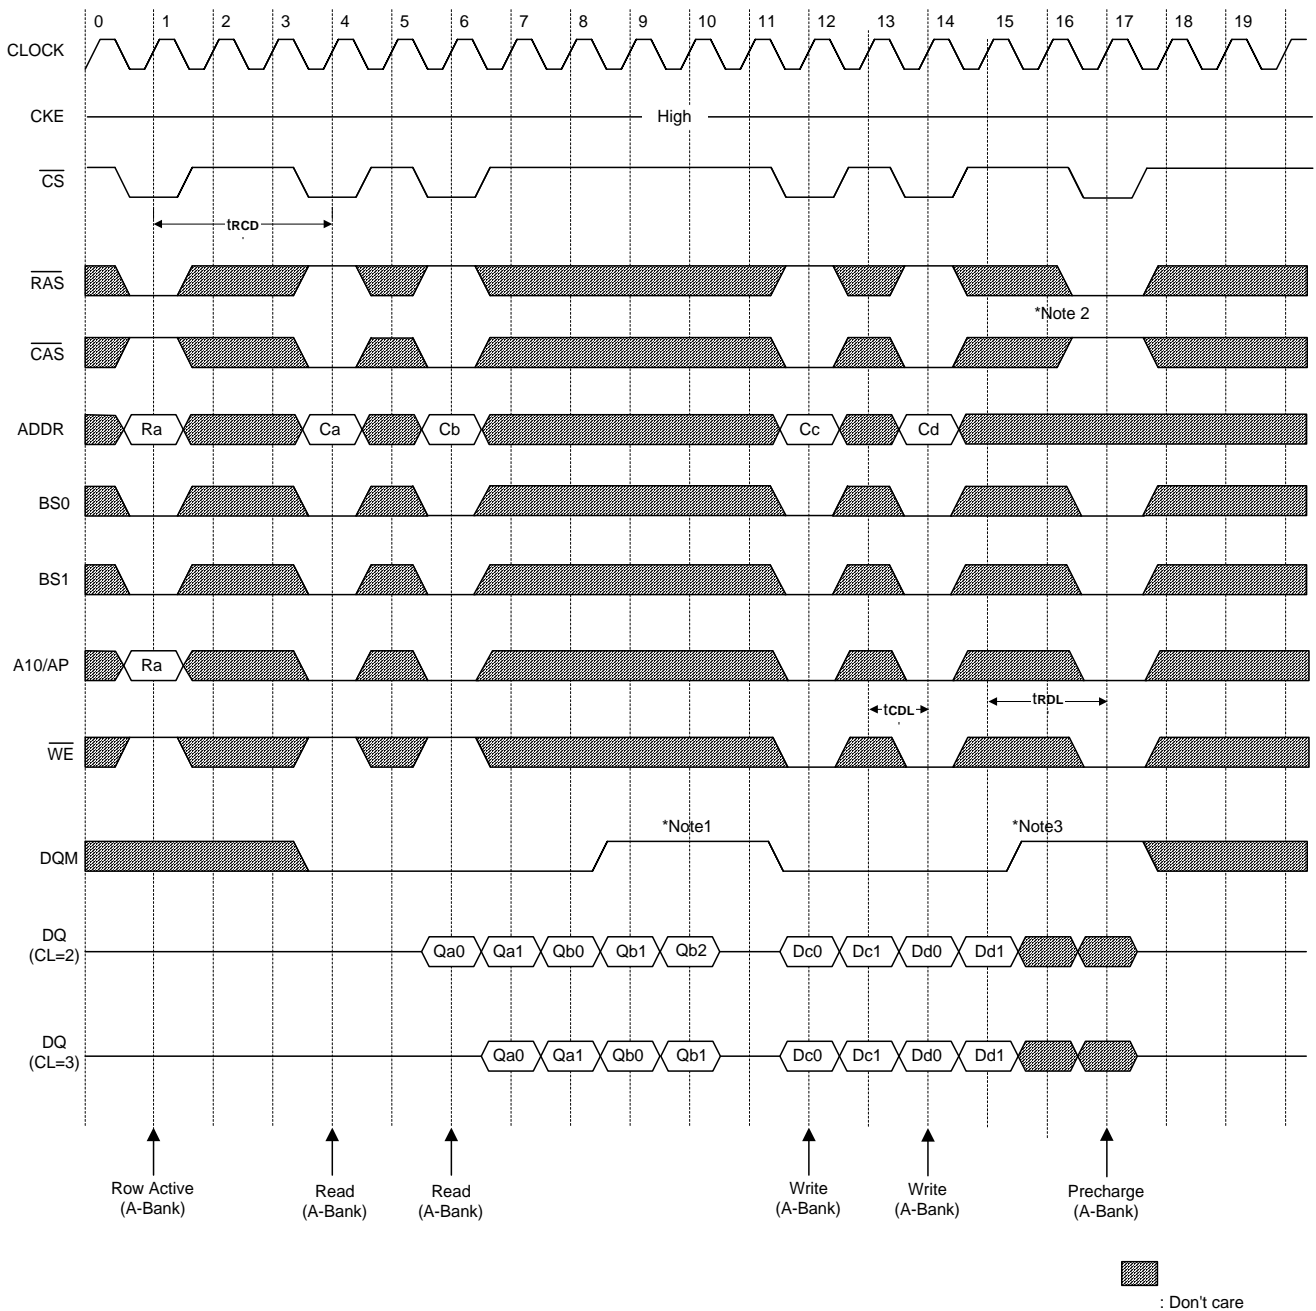 0 1 2 3 4 5 6 7 8 9 10 11 12 13 14 15 16 17 18 19
CLOCK
CKE High
CS
tRCD
RAS
*Note 2
CAS
ADDR Ra Ca Cb Cc Cd
BS0
BS1
A10/AP Ra
tCDL tRDL
WE
*Note1 *Note3
DQM
DQ
(CL=2) Qa0 Qa1 Qb0 Qb1 Qb2 Dc0 Dc1 Dd0 Dd1
DQ
(CL=3) Qa0 Qa1 Qb0 Qb1 Dc0 Dc1 Dd0 Dd1
Row Active
(A-Bank)
Read
(A-Bank)
Read
(A-Bank)
Write
(A-Bank)
Write
(A-Bank)
Precharge
(A-Bank)
: Don't care